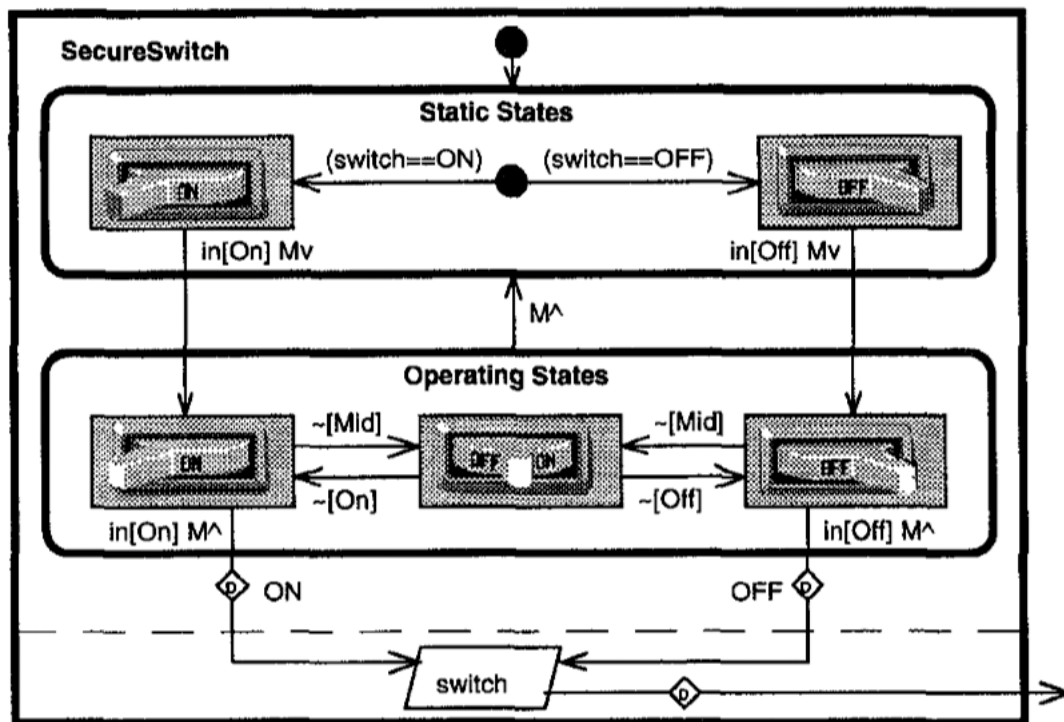 SecureSwitch
Static States
(switch==ON) (switch==OFF)
ON
OFF
in[On] Mv
in[Off] Mv
M^
Operating States
~[Mid]
~[Mid]
ON
OFF ON
OFF
~[On]
~[Off]
in[On] M^
in[Off] M^
D ON
OFF D
switch
D